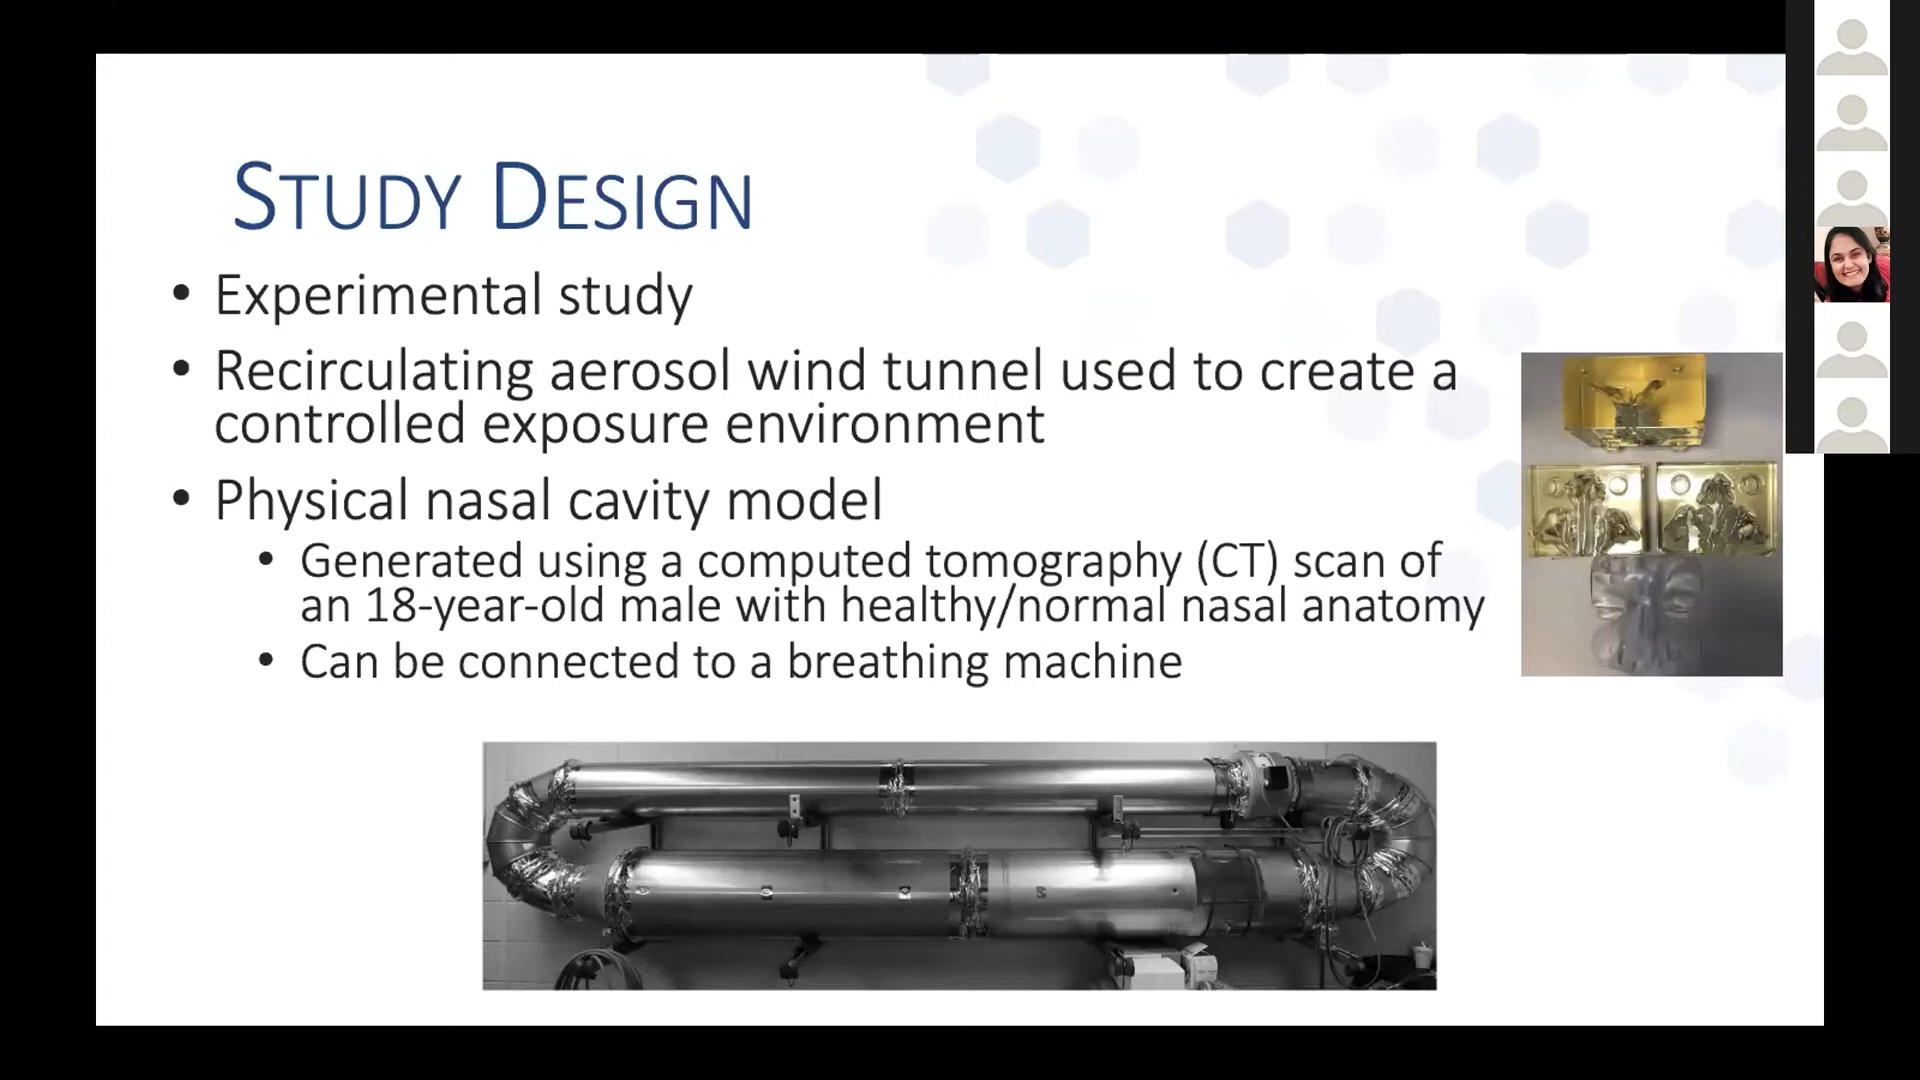 STUDY DESIGN
• Experimental study
• Recirculating aerosol wind tunnel used to create a
controlled exposure environment
• Physical nasal cavity model
• Generated using a computed tomography (CT) scan of
an 18-year-old male with healthy/normal nasal anatomy
• Can be connected to a breathing machine